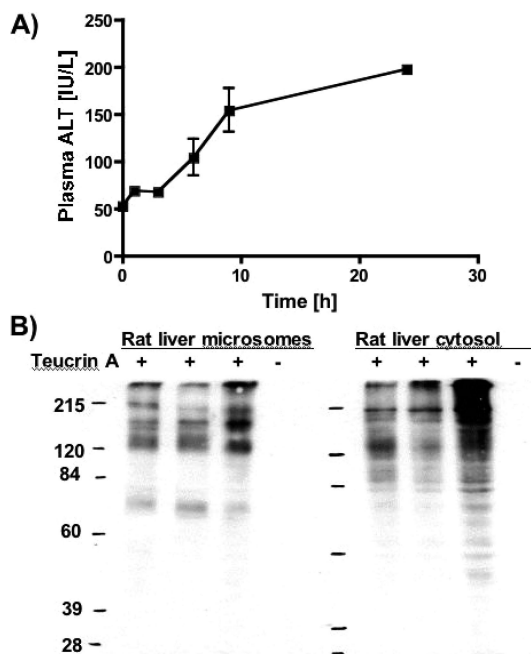 A)
Plasma ALT [IU/L]
250
200
150
100
50
0
0 10 20 30
Time [h]
B)
Rat liver microsomes Rat liver cytosol
Teucrin A + + + - + + + -
215
120
84
60
39
28